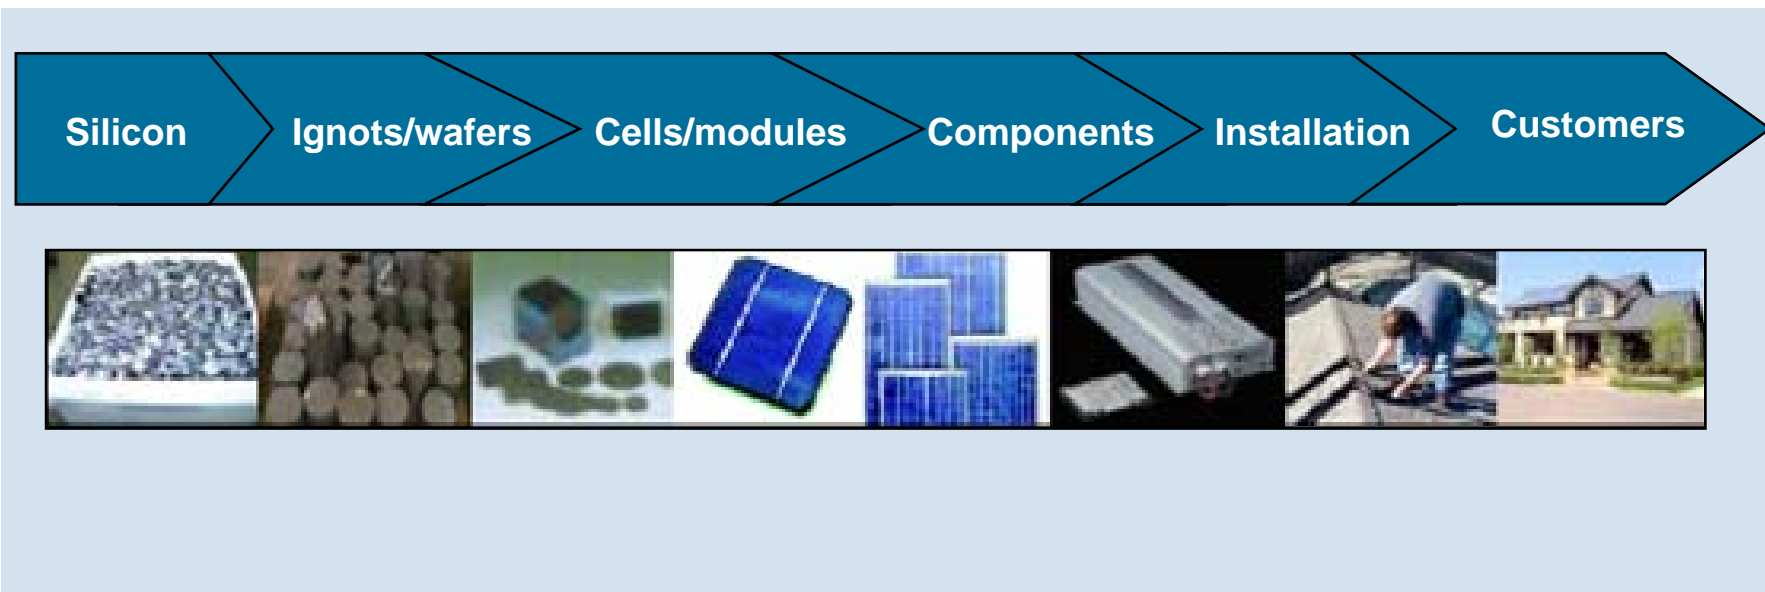 Silicon
Ignots/wafers
Cells/modules
Components
Installation
Customers